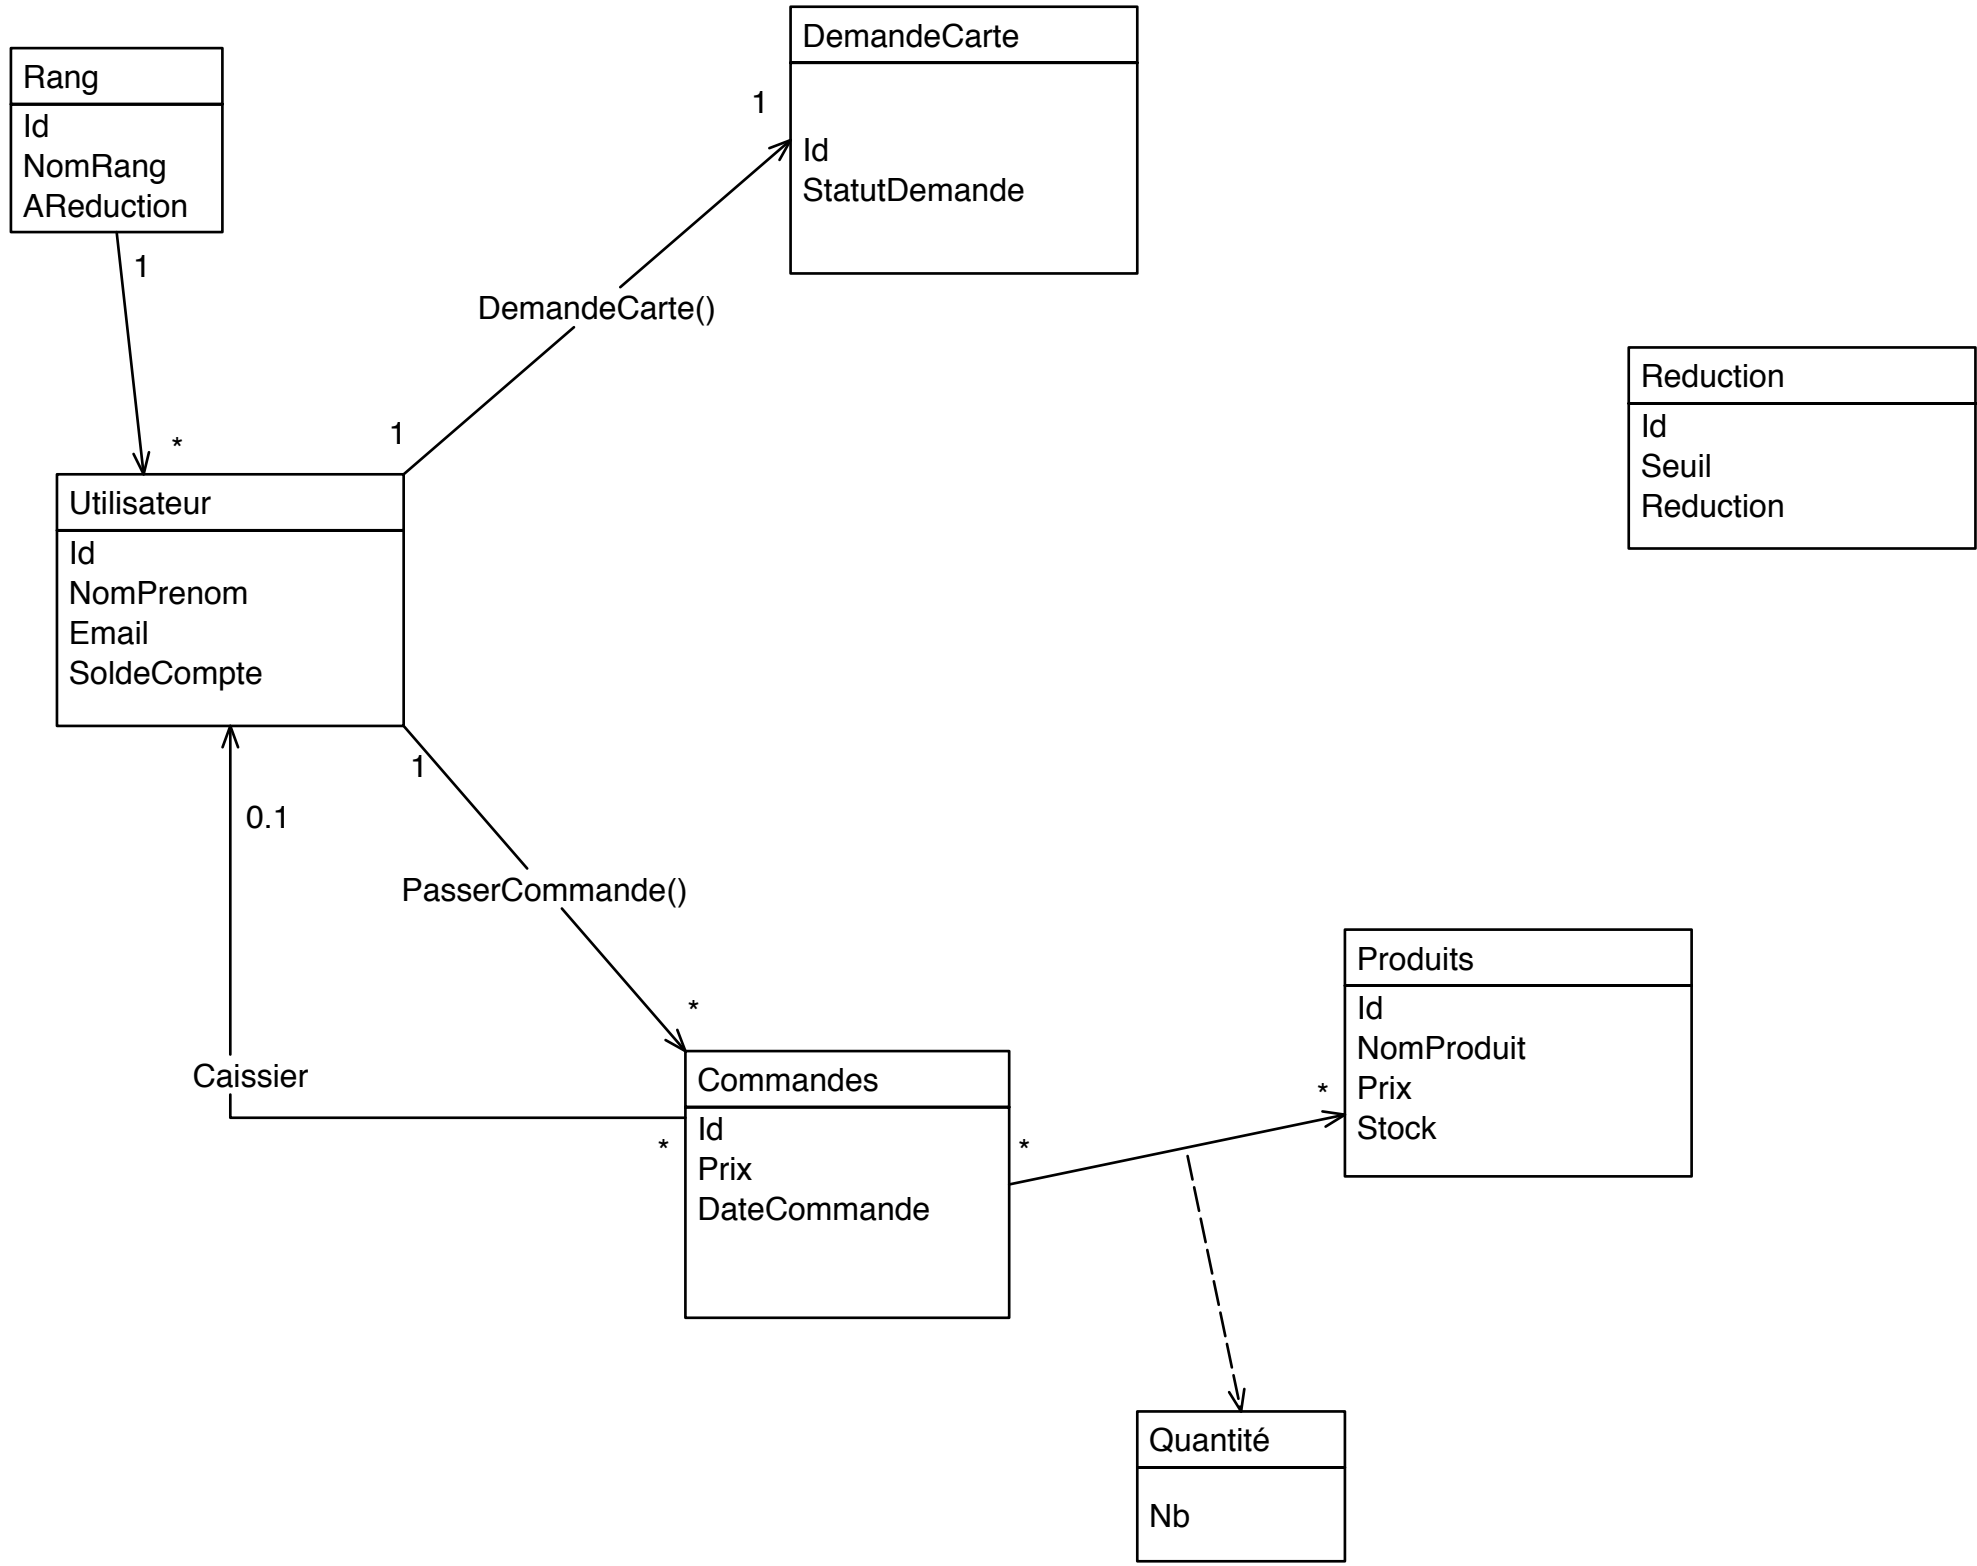 DemandeCarte
Id
StatutDemande
Rang
Id
NomRang
AReduction
1
1
*
DemandeCarte()
1
Reduction
Id
Seuil
Reduction
Utilisateur
Id
NomPrenom
Email
SoldeCompte
1
0.1
PasserCommande()
*
Caissier
*
Commandes
Id
Prix
DateCommande
*
*
Produits
Id
NomProduit
Prix
Stock
Quantité
Nb